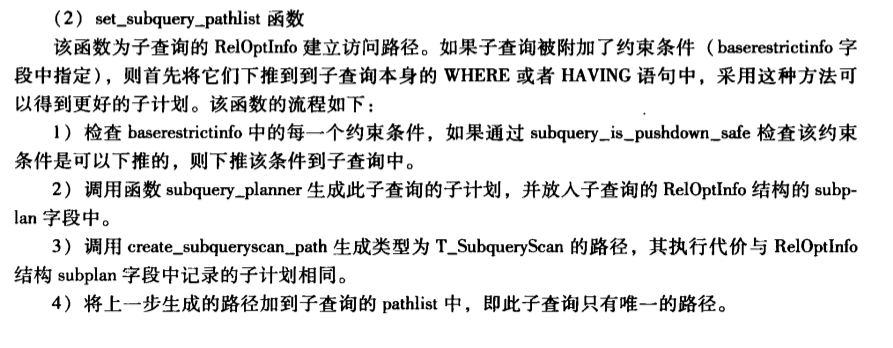 (2) set_subquery_pathlist 函数
该函数为子查询的 RelOptInfo 建立访问路径。如果子查询被附加了约束条件（baserestrictinfo 字
段中指定），则首先将它们下推到到子查询本身的 WHERE 或者 HAVING 语句中，采用这种方法可
以得到更好的子计划。该函数的流程如下：
1）检查 baserestrictinfo 中的每一个约束条件，如果通过 subquery_is_pushdown_safe 检查该约束
条件是可以下推的，则下推该条件到子查询中。
2）调用函数 subquery_planner 生成此子查询的子计划，并放入子查询的 RelOptInfo 结构的 subp-
lan 字段中。
3）调用 create_subqueryscan_path 生成类型为 T_SubqueryScan 的路径，其执行代价与 RelOptInfo
结构 subplan 字段中记录的子计划相同。
4）将上一步生成的路径加到子查询的 pathlist 中，即此子查询只有唯一的路径。